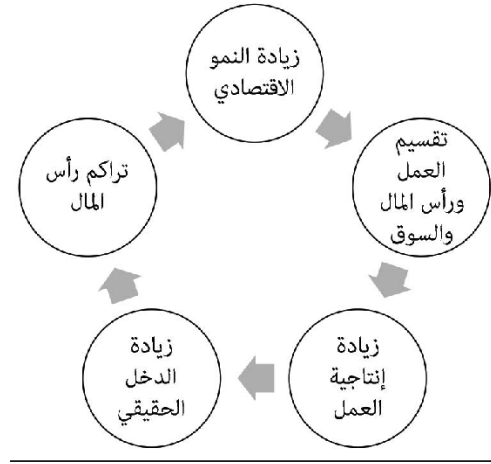 زيادة النمو
الاقتصادي
تقسيم
العمل
ورأس المال
والسوق
زيادة
إنتاجية
العمل
زيادة
الدخل
الحقيقي
تراكم رأس
المال